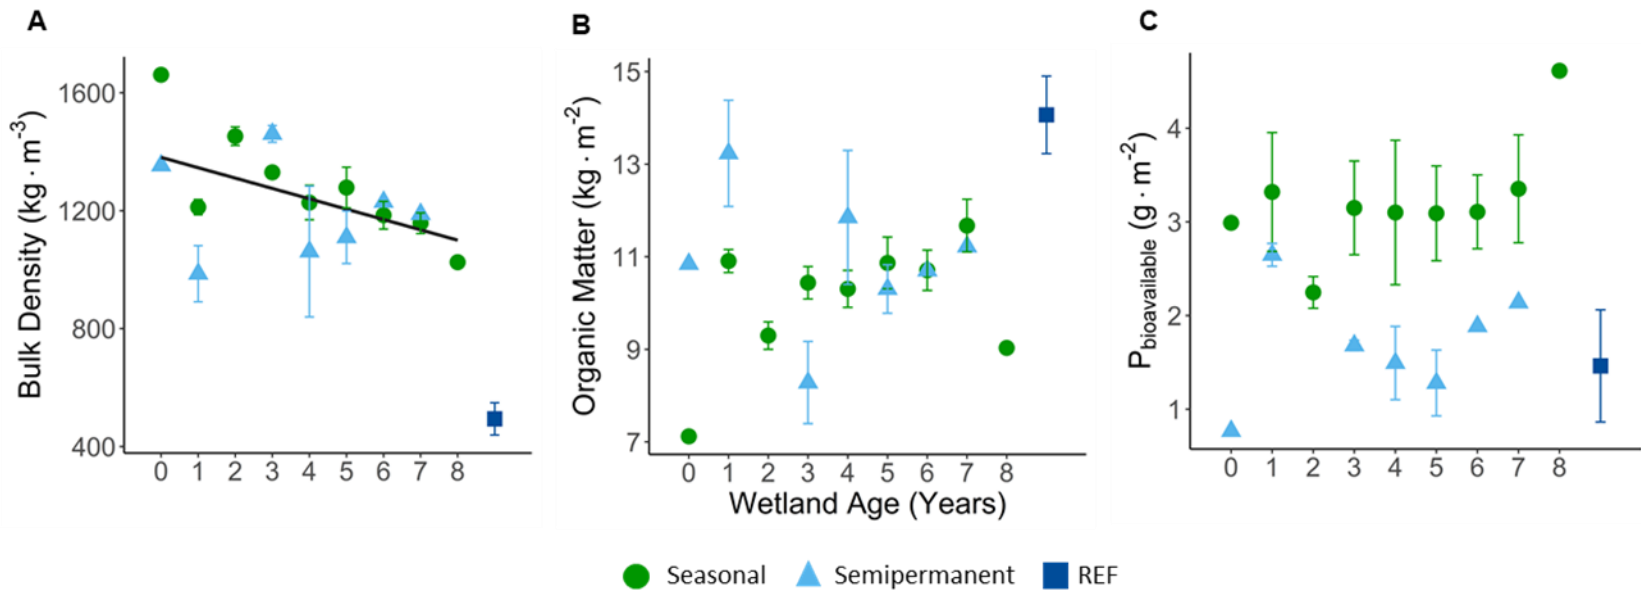 A
Bulk Density (kg · m⁻³)
1600
1200
800
400
0 1 2 3 4 5 6 7 8
B
Organic Matter (kg · m⁻²)
15
13
11
9
7
0 1 2 3 4 5 6 7 8
Wetland Age (Years)
C
Pbioavailable (g · m⁻²)
4
3
2
1
0 1 2 3 4 5 6 7 8
Seasonal Semipermanent REF